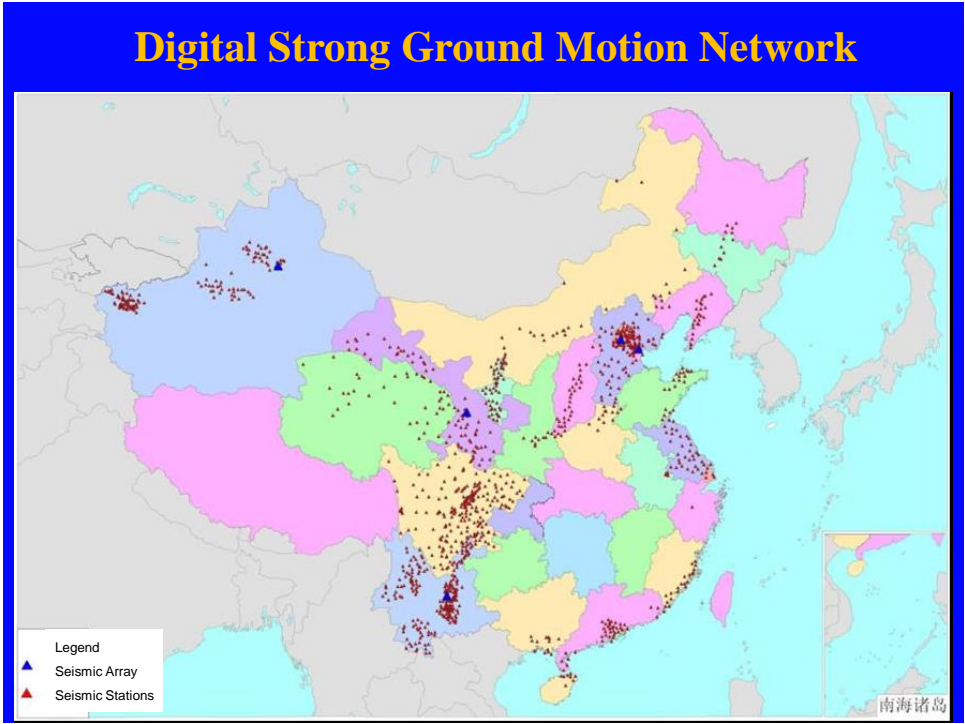 Digital Strong Ground Motion Network
Legend
Seismic Array
Seismic Stations
南海诸岛